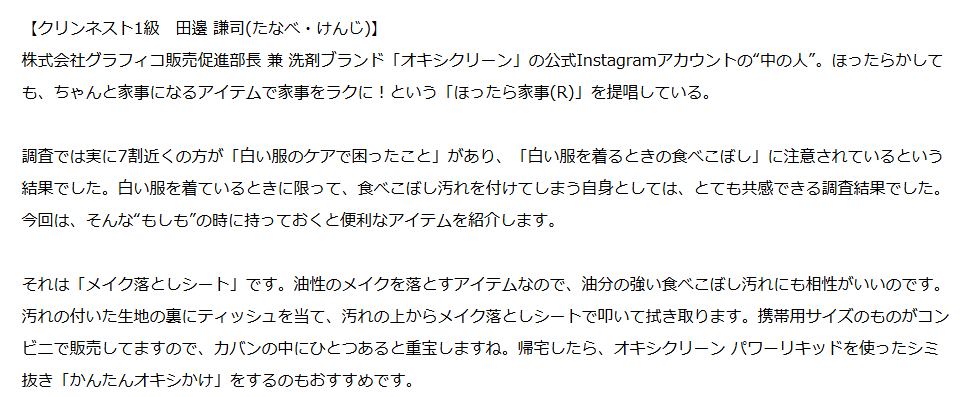 【クリンネスト1級　田邊 謙司(たなべ・けんじ)】
株式会社グラフィコ販売促進部長 兼 洗剤ブランド「オキシクリーン」の公式Instagramアカウントの“中の人”。ほったらかして
も、ちゃんと家事になるアイテムで家事をラクに！という「ほったら家事(R)」を提唱している。
調査では実に7割近くの方が「白い服のケアで困ったこと」があり、「白い服を着るときの食べこぼし」に注意されているという
結果でした。白い服を着ているときに限って、食べこぼし汚れを付けてしまう自身としては、とても共感できる調査結果でした。
今回は、そんな“もしも”の時に持っておくと便利なアイテムを紹介します。
それは「メイク落としシート」です。油性のメイクを落とすアイテムなので、油分の強い食べこぼし汚れにも相性がいいのです。
汚れの付いた生地の裏にティッシュを当て、汚れの上からメイク落としシートで叩いて拭き取ります。携帯用サイズのものがコン
ビニで販売してますので、カバンの中にひとつあると重宝しますね。帰宅したら、オキシクリーン パワーリキッドを使ったシミ
抜き「かんたんオキシかけ」をするのもおすすめです。